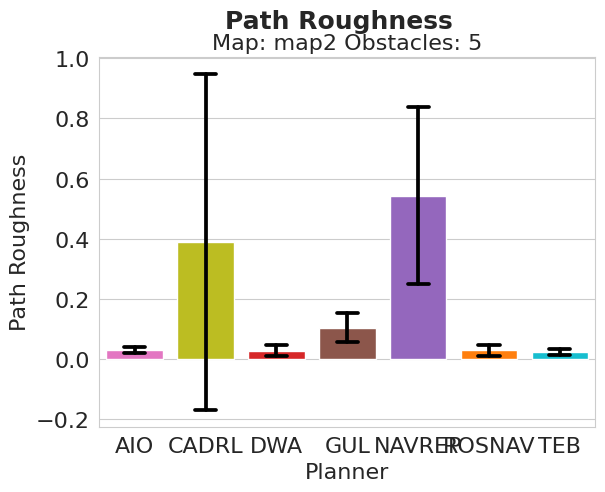 Path Roughness
Map: map2 Obstacles: 5
1.0
0.8
0.6
0.4
0.2
0.0
−0.2
Path Roughness
AIO CADRL DWA GUL NAVREP ROSNAV TEB
Planner